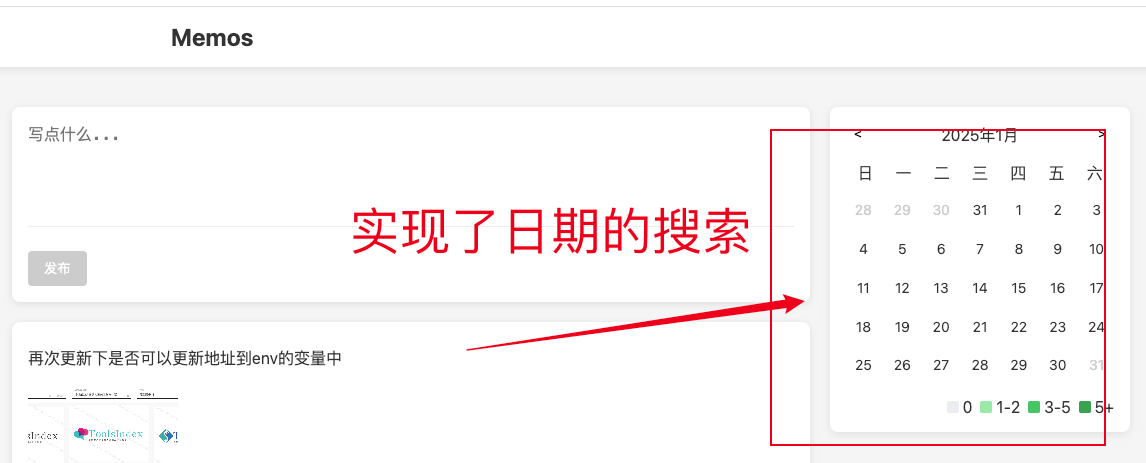 Memos
写点什么...
发布
实现了日期的搜索
再次更新下是否可以更新地址到env的变量中
ToolsIndex
< 2025年1月 >
日 一 二 三 四 五 六
28 29 30 31 1 2 3
4 5 6 7 8 9 10
11 12 13 14 15 16 17
18 19 20 21 22 23 24
25 26 27 28 29 30 31
0 1-2 3-5 5+